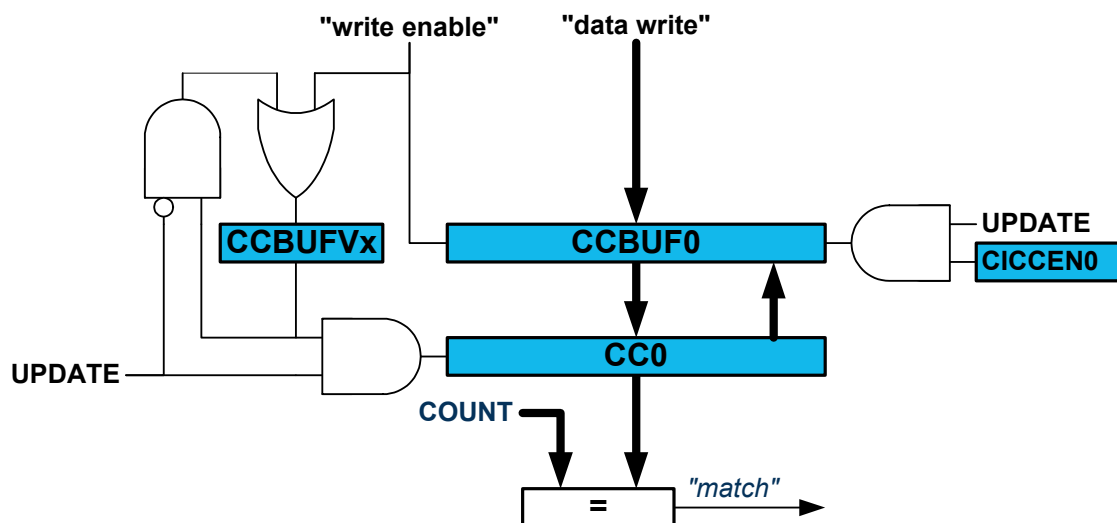 "write enable"
"data write"
CCBUFVx
CCBUF0
UPDATE
CICCEN0
UPDATE
CC0
COUNT
=
"match"